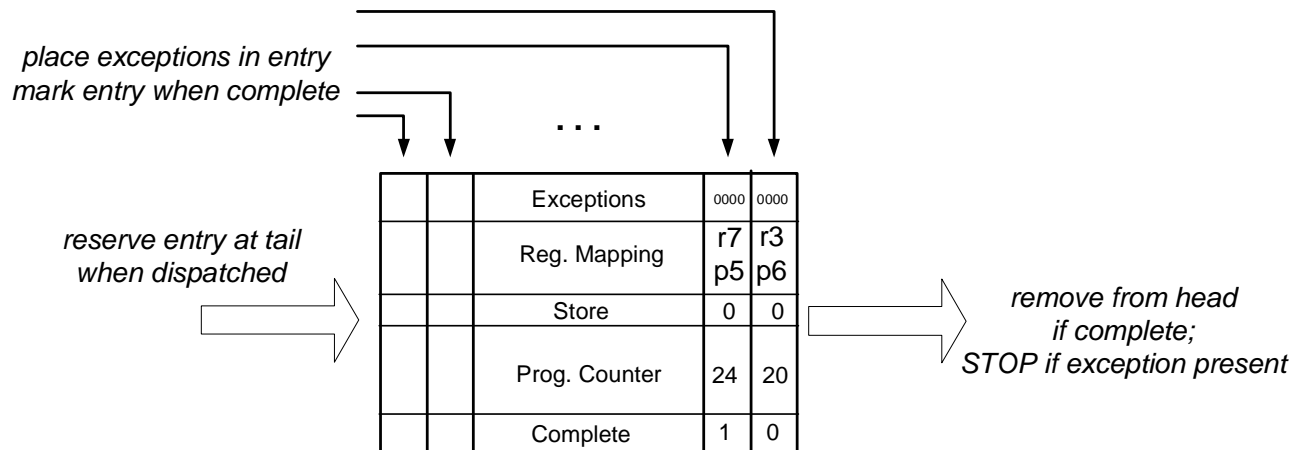 place exceptions in entry
mark entry when complete
. . .
Exceptions 0000 0000
reserve entry at tail
when dispatched
Reg. Mapping r7 r3
p5 p6
Store 0 0
remove from head
if complete;
STOP if exception present
Prog. Counter 24 20
Complete 1 0